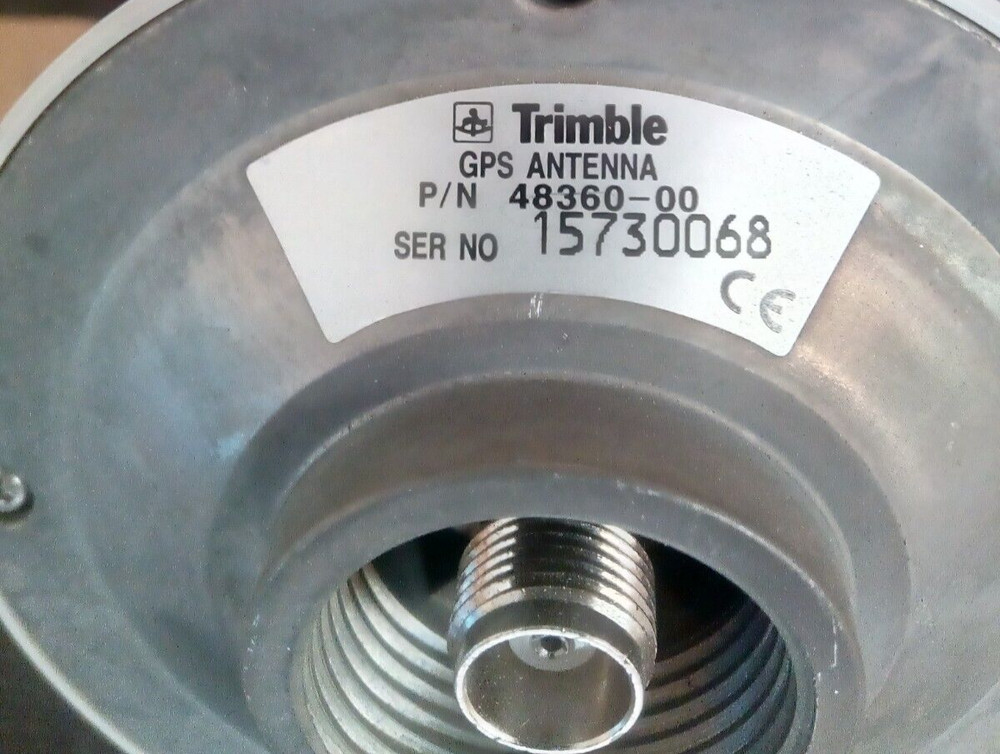 Trimble
GPS ANTENNA
P/N 48360-00
SER NO 15730068
CE